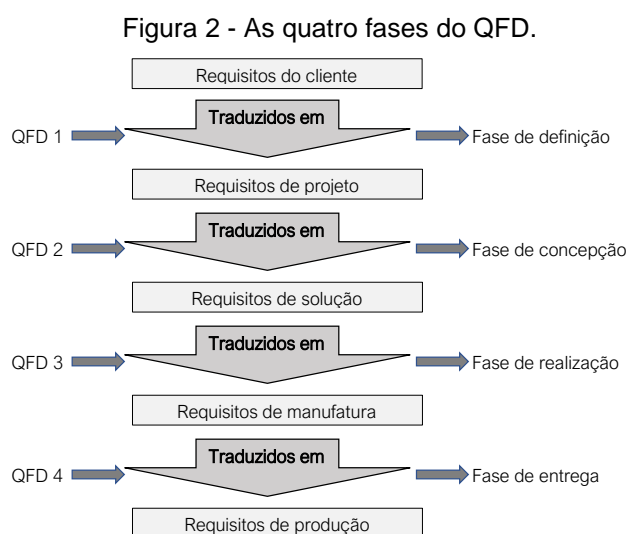 Figura 2 - As quatro fases do QFD.
Requisitos do cliente
Traduzidos em
QFD 1
Fase de definição
Requisitos de projeto
Traduzidos em
QFD 2
Fase de concepção
Requisitos de solução
Traduzidos em
QFD 3
Fase de realização
Requisitos de manufatura
Traduzidos em
QFD 4
Fase de entrega
Requisitos de produção